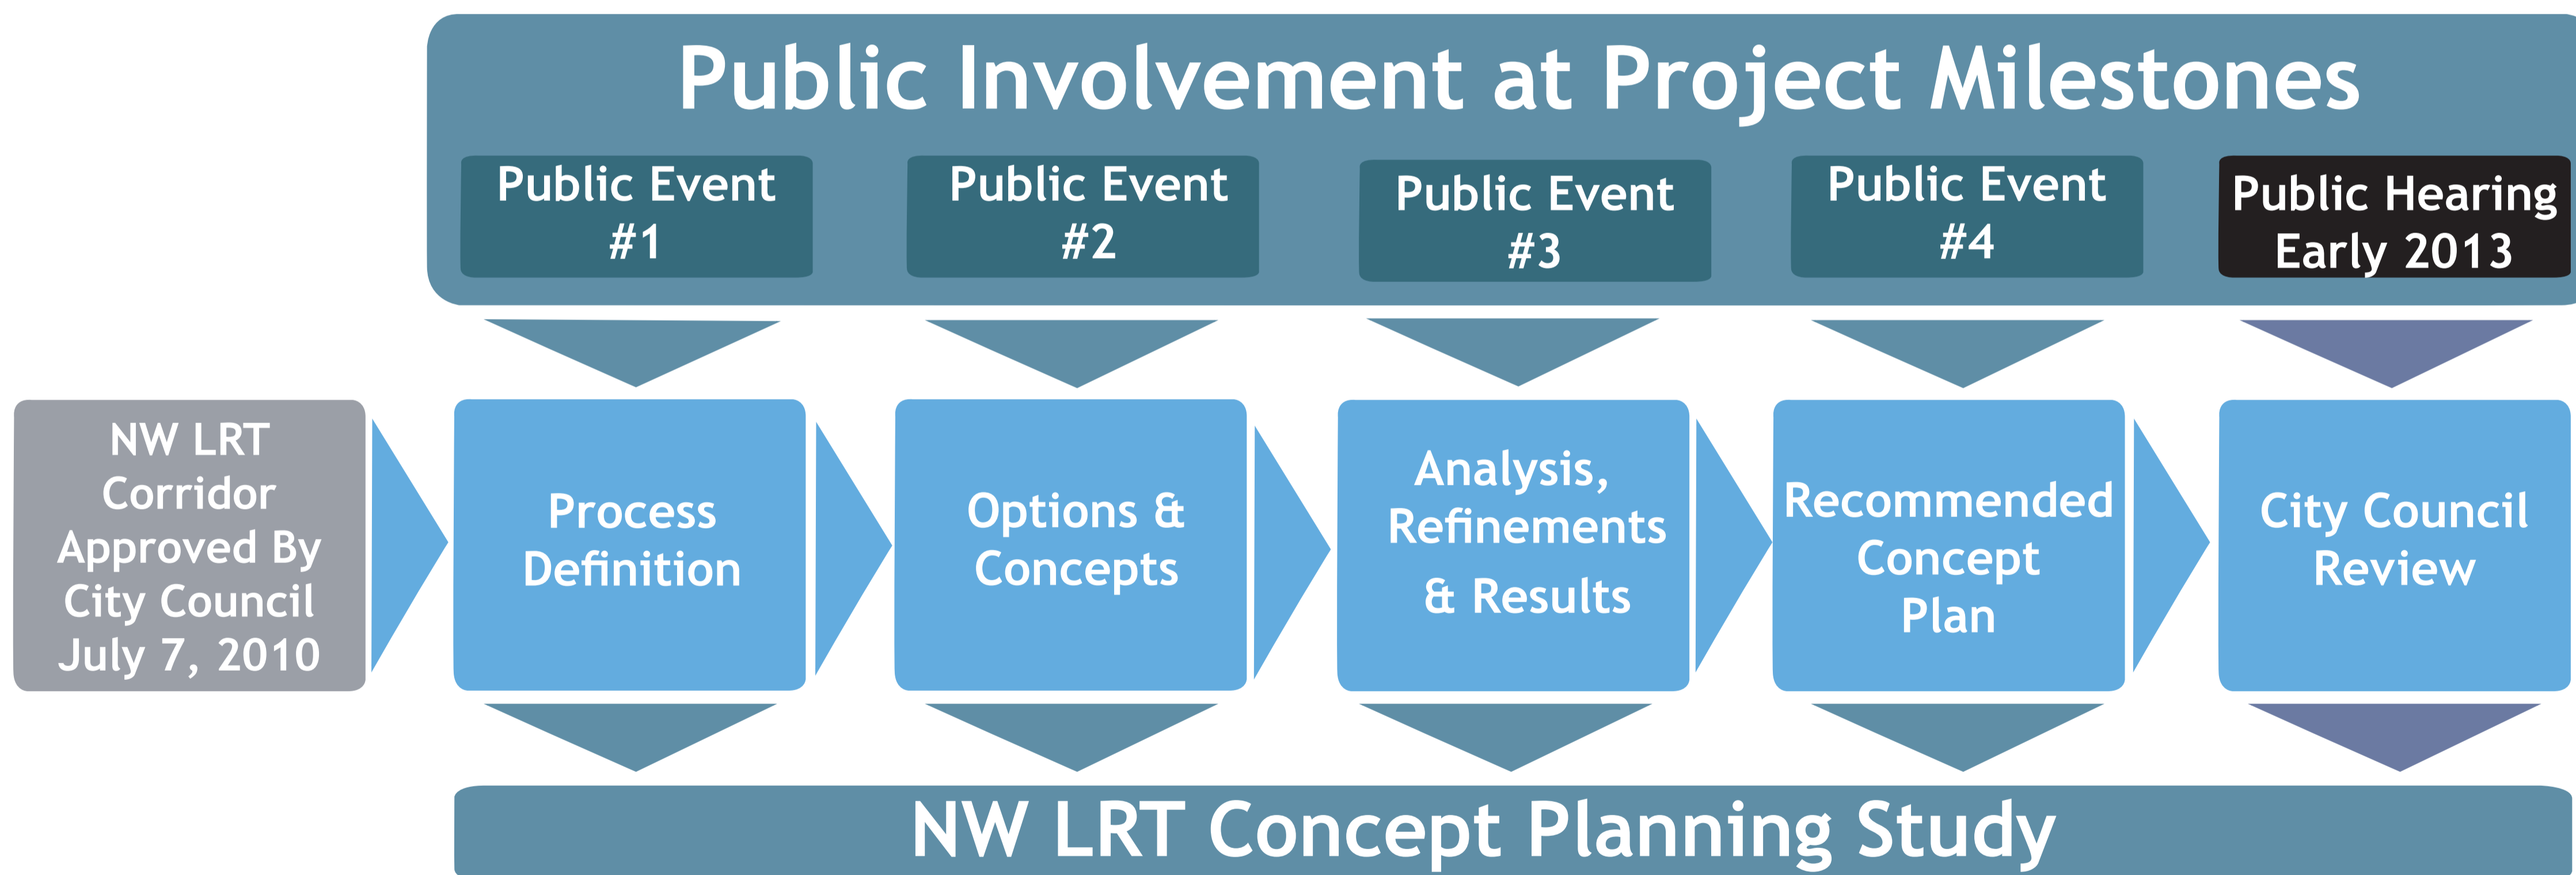 Public Involvement at Project Milestones
Public Event
#1
Public Event
#2
Public Event
#3
Public Event
#4
Public Hearing
Early 2013
NW LRT
Corridor
Approved By
City Council
July 7, 2010
Process
Definition
Options &
Concepts
Analysis,
Refinements
& Results
Recommended
Concept
Plan
City Council
Review
NW LRT Concept Planning Study